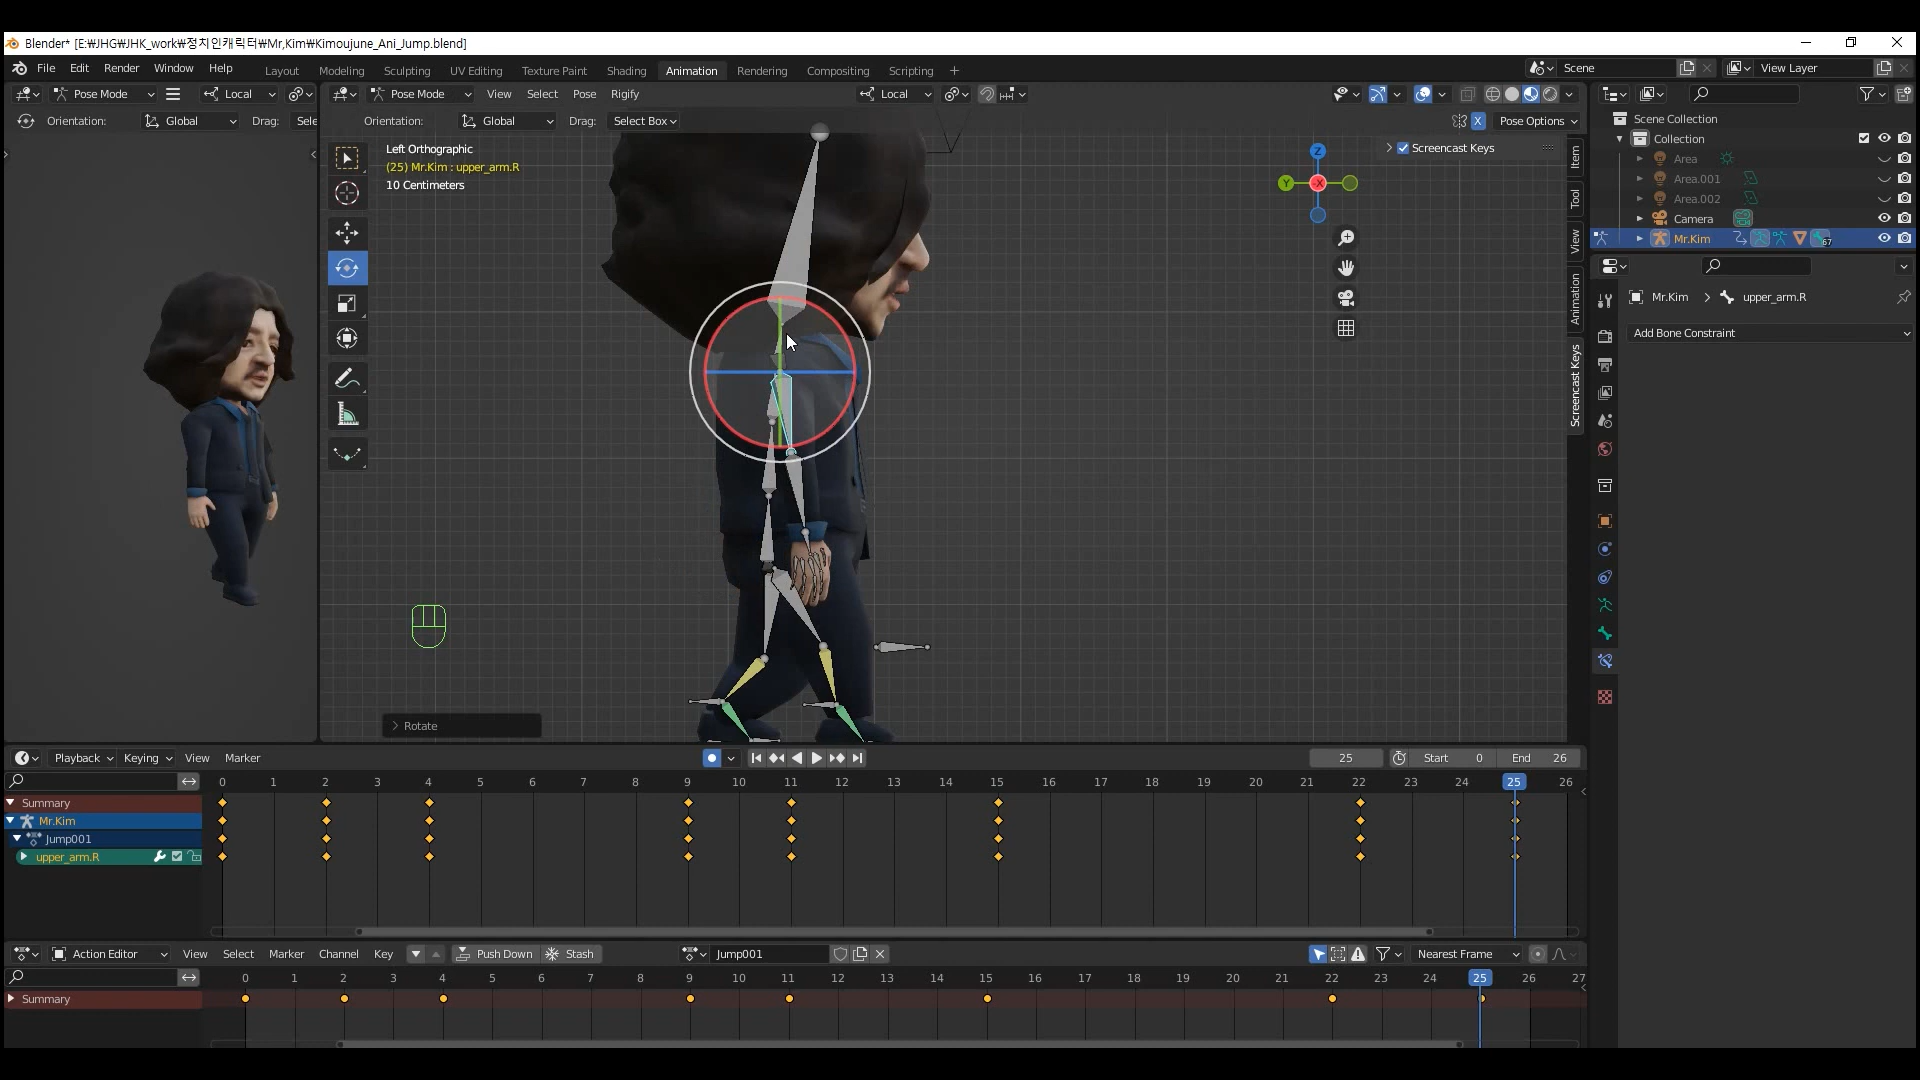 Blender* [E:₩JHG₩JHK_work₩정치인캐릭터₩Mr,Kim₩Kimoujune_Ani_Jump.blend]
File Edit Render Window Help Layout Modeling Sculpting UV Editing Texture Paint Shading Animation Rendering Compositing Scripting Scene View Layer
Pose Mode Local Pose Mode View Select Pose Rigify Local
Orientation: Global Drag: Sele Orientation: Global Drag: Select Box X Pose Options
Left Orthographic
(25) Mr.Kim : upper_arm.R
10 Centimeters
Z
Y
X
Screencast Keys
Item
Tool
View
Animation
Screencast Keys
Rotate
Scene Collection
Collection
Area
Area.001
Area.002
Camera
Mr.Kim 67
Mr.Kim upper_arm.R
Add Bone Constraint
Playback Keying View Marker 25 Start 0 End 26
0 1 2 3 4 5 6 7 8 9 10 11 12 13 14 15 16 17 18 19 20 21 22 23 24 25 26
Summary
Mr.Kim
Jump001
upper_arm.R
Action Editor View Select Marker Channel Key Push Down Stash Jump001 Nearest Frame
0 1 2 3 4 5 6 7 8 9 10 11 12 13 14 15 16 17 18 19 20 21 22 23 24 25 26 27
Summary